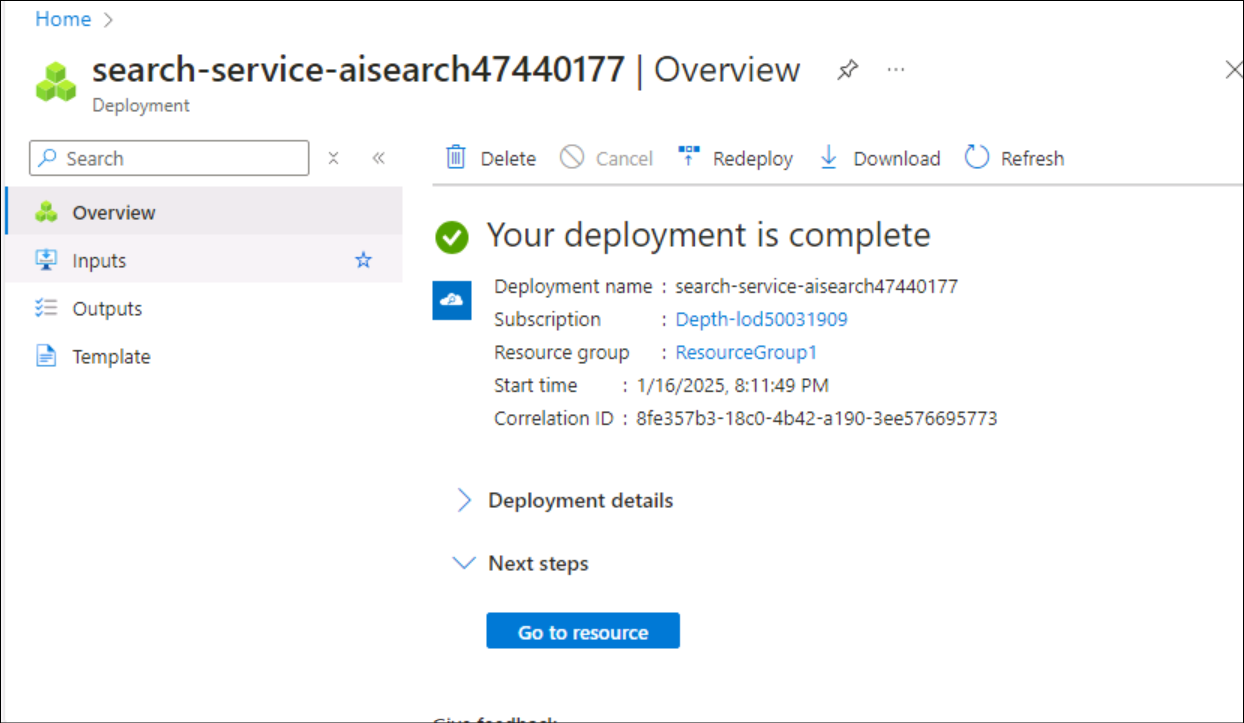 Home
search-service-aisearch47440177 | Overview
Deployment
Search
Delete Cancel Redeploy Download Refresh
Overview
Inputs
Outputs
Template
Your deployment is complete
Deployment name : search-service-aisearch47440177
Subscription : Depth-lod50031909
Resource group : ResourceGroup1
Start time : 1/16/2025, 8:11:49 PM
Correlation ID : 8fe357b3-18c0-4b42-a190-3ee576695773
Deployment details
Next steps
Go to resource
Give feedback